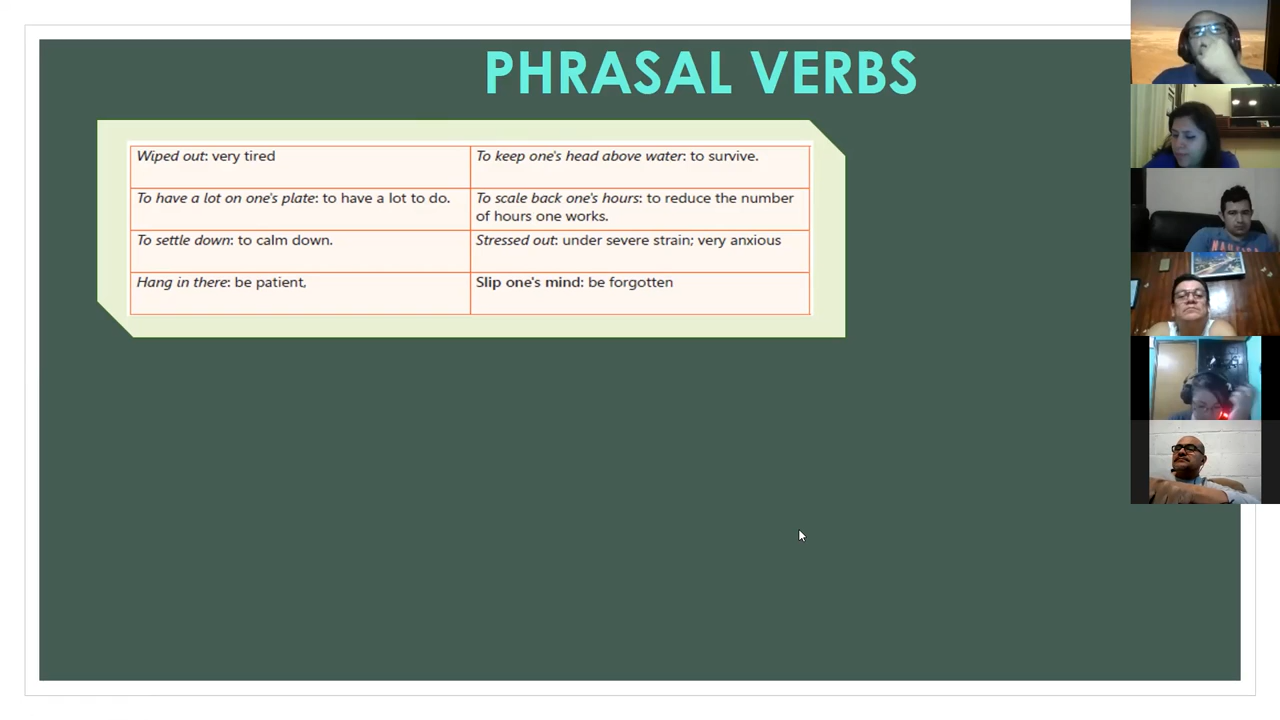 PHRASAL VERBS
Wiped out: very tired
To keep one's head above water: to survive.
To have a lot on one's plate: to have a lot to do.
To scale back one's hours: to reduce the number
of hours one works.
To settle down: to calm down.
Stressed out: under severe strain; very anxious
Hang in there: be patient,
Slip one's mind: be forgotten